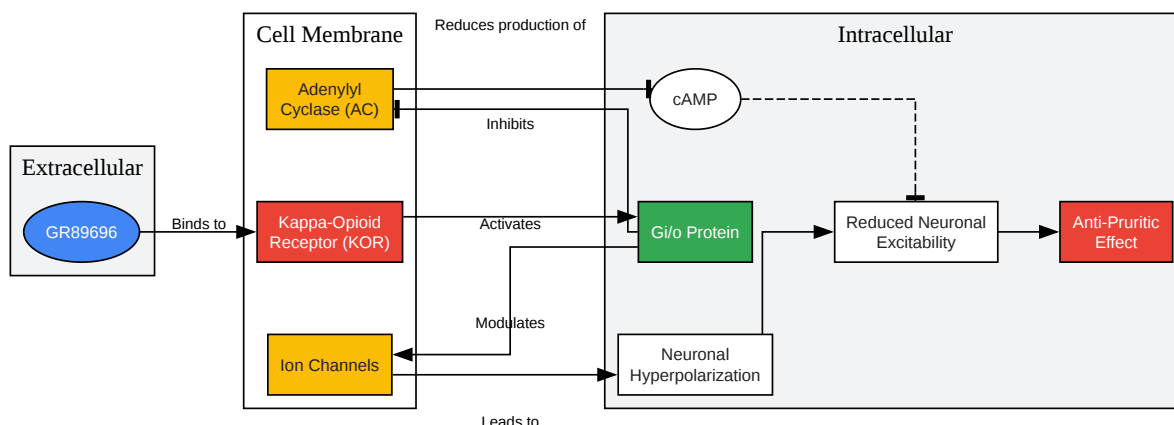 Reduces production of
Cell Membrane
Intracellular
Adenylyl
Cyclase (AC)
cAMP
Inhibits
Extracellular
GR89696
Binds to
Kappa-Opioid
Receptor (KOR)
Activates
Gi/o Protein
Reduced Neuronal
Excitability
Anti-Pruritic
Effect
Modulates
Ion Channels
Neuronal
Hyperpolarization
Leads to